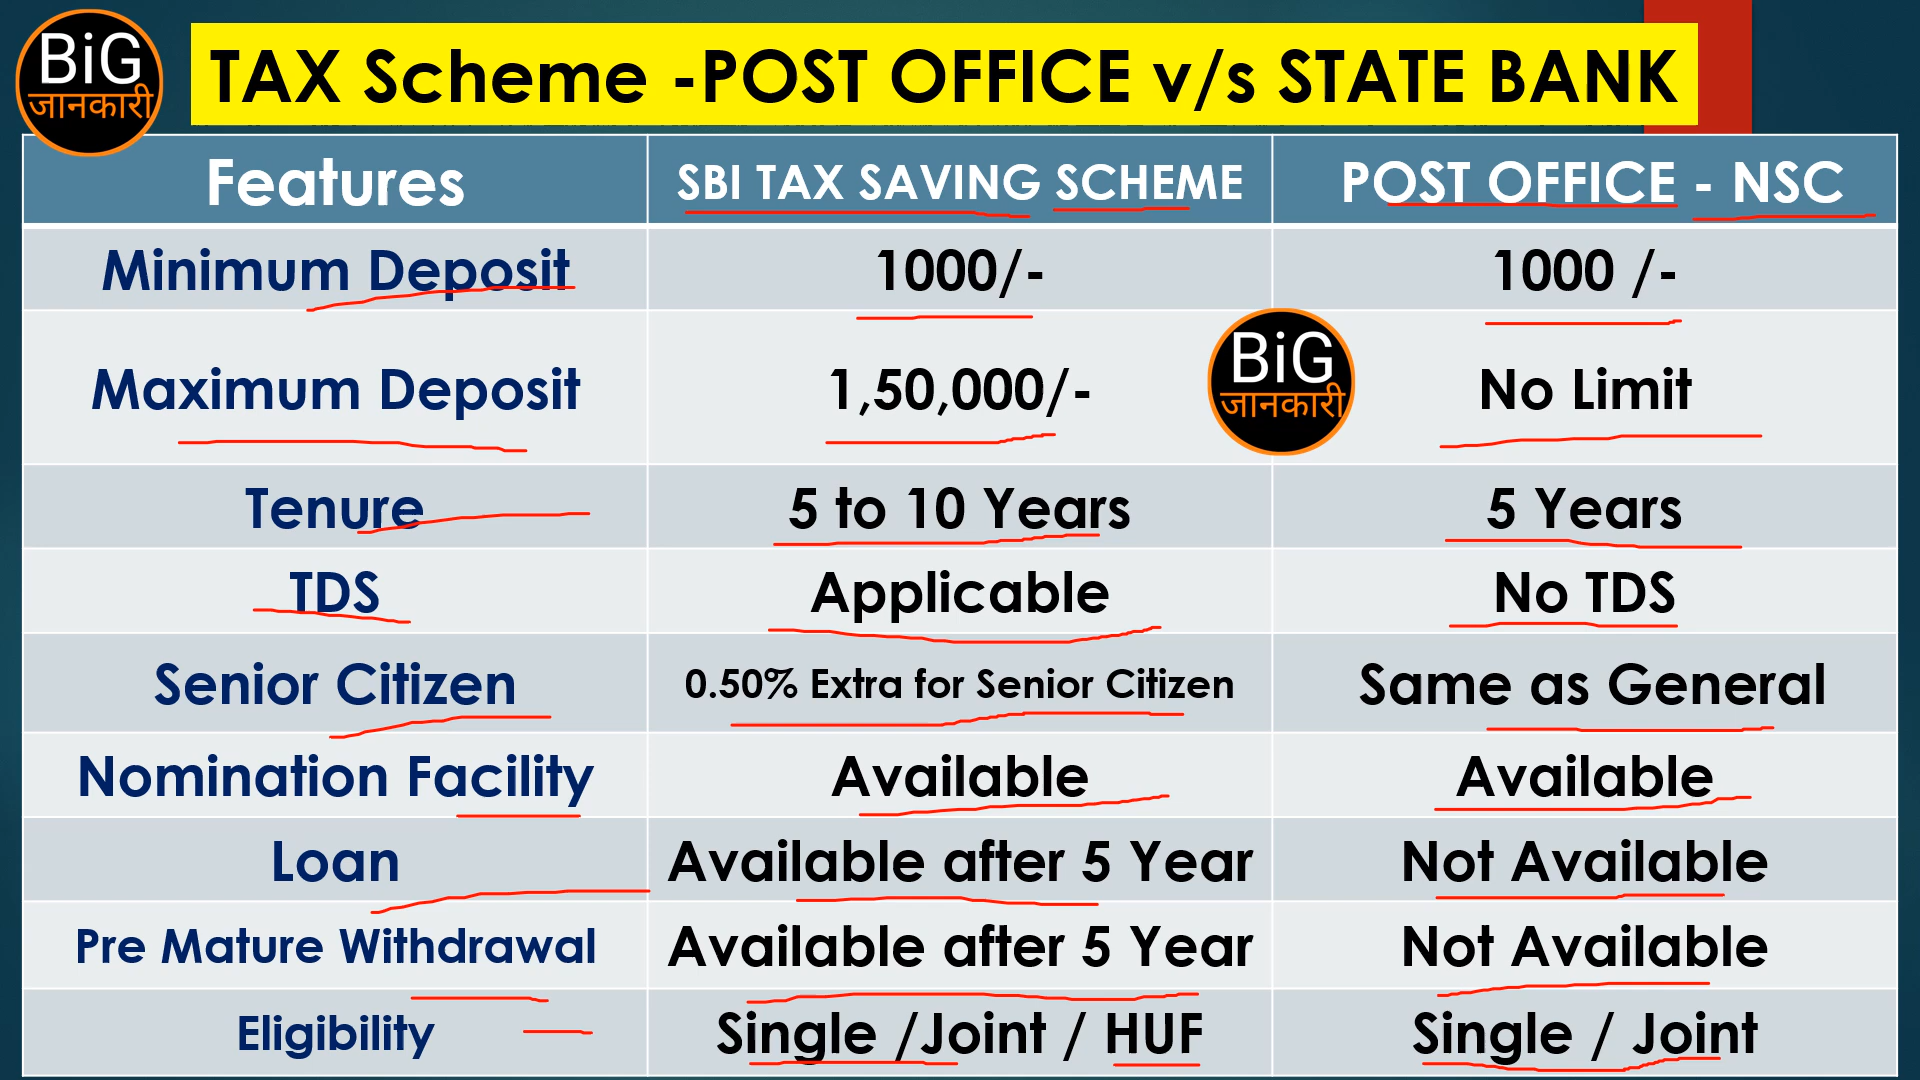 BiG
जानकारी
TAX Scheme -POST OFFICE v/s STATE BANK
Features SBI TAX SAVING SCHEME POST OFFICE - NSC
Minimum Deposit 1000/- 1000 /-
Maximum Deposit 1,50,000/- No Limit
BiG
जानकारी
Tenure 5 to 10 Years 5 Years
TDS Applicable No TDS
Senior Citizen 0.50% Extra for Senior Citizen Same as General
Nomination Facility Available Available
Loan Available after 5 Year Not Available
Pre Mature Withdrawal Available after 5 Year Not Available
Eligibility Single /Joint / HUF Single / Joint